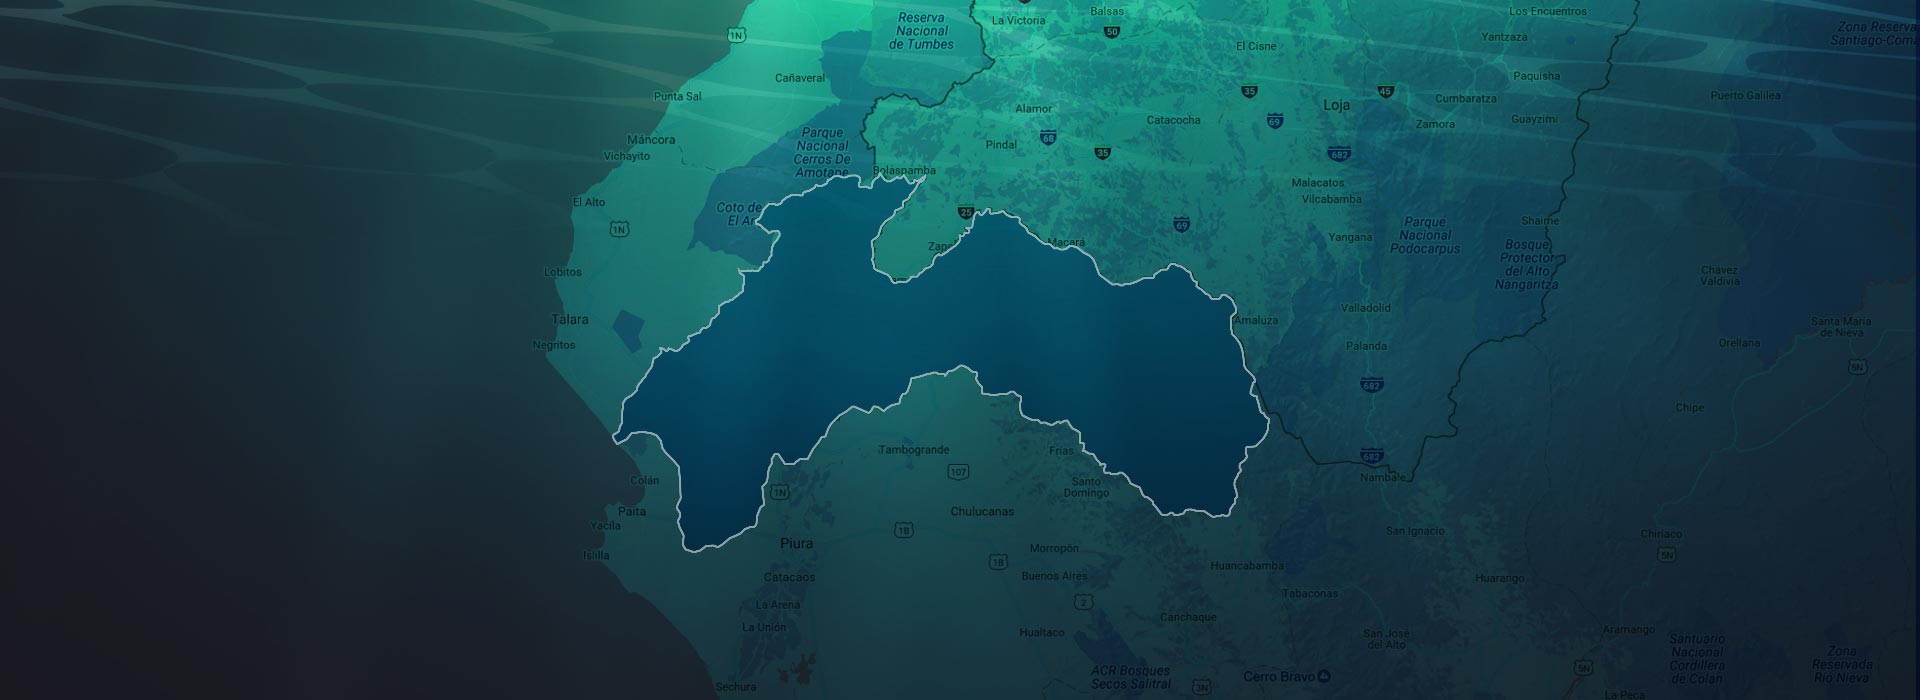 Reserva
Nacional
de Tumbes
La Victoria
Balsas
50
Los Encuentros
Zona Reserva
Santiago-Coma
1N
Yantzaza
El Cisne
Cañaveral
Paquisha
Punta Sal
35
45
Cumbaratza
Puerto Galilea
Alamor
Loja
Catacocha
69
Zamora
Guayzimi
Parque
Nacional
Cerros De
Amotape
Máncora
Vichayito
Pindal
68
35
682
Bolaspamba
Malacatos
Vilcabamba
El Alto
Coto de
El An
25
69
Parque
Nacional
Podocarpus
Shaime
1N
Zapo
Macará
Yangana
Bosque
Protector
del Alto
Nangaritza
Lobitos
Chávez
Valdivia
Talara
Amaluza
Valladolid
Santa María
de Nieva
Negritos
Palanda
Orellana
5N
682
Chipe
Tambogrande
Frías
682
107
Colán
Santo
Domingo
Nambale
1N
Paita
Chulucanas
Yacila
1B
San Ignacio
Chiriaco
Islilla
Piura
Morropón
5N
1B
Huancabamba
Catacaos
Buenos Aires
Huarango
La Arena
2
Tabaconas
Canchaque
La Unión
Hualtaco
San José
del Alto
Aramango
Santuario
Nacional
Cordillera
de Colan
Zona
Reservada
Rio Nieva
ACR Bosques
Secos Salitral
Cerro Bravo
5N
Sechura
3N
La Peca